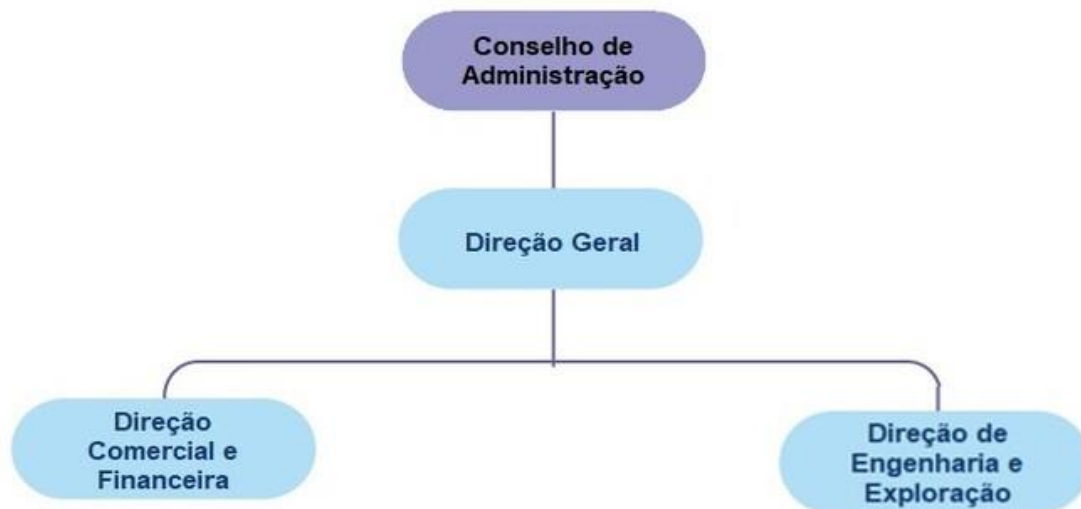 Conselho de
Administração
Direção Geral
Direção
Comercial e
Financeira
Direção de
Engenharia e
Exploração